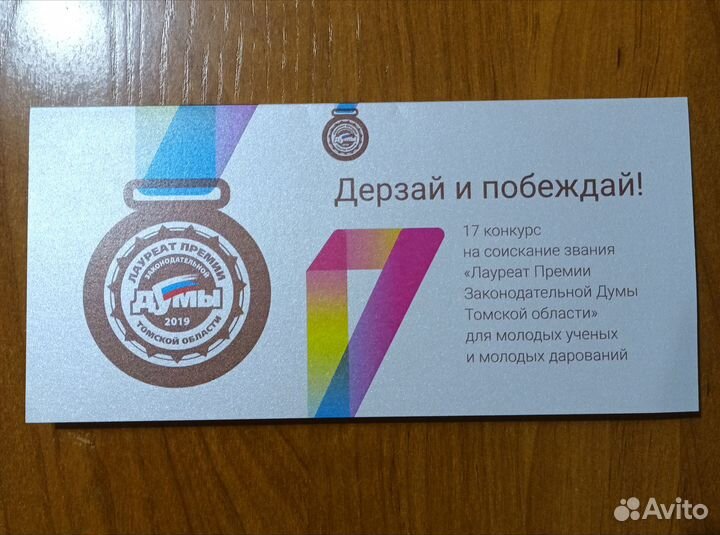 ЛАУРЕАТ ПРЕМИИ
ЗАКОНОДАТЕЛЬНОЙ
ДУМЫ
2019
ТОМСКОЙ ОБЛАСТИ
Дерзай и побеждай!
17
17 конкурс
на соискание звания
«Лауреат Премии
Законодательной Думы
Томской области»
для молодых ученых
и молодых дарований
Avito